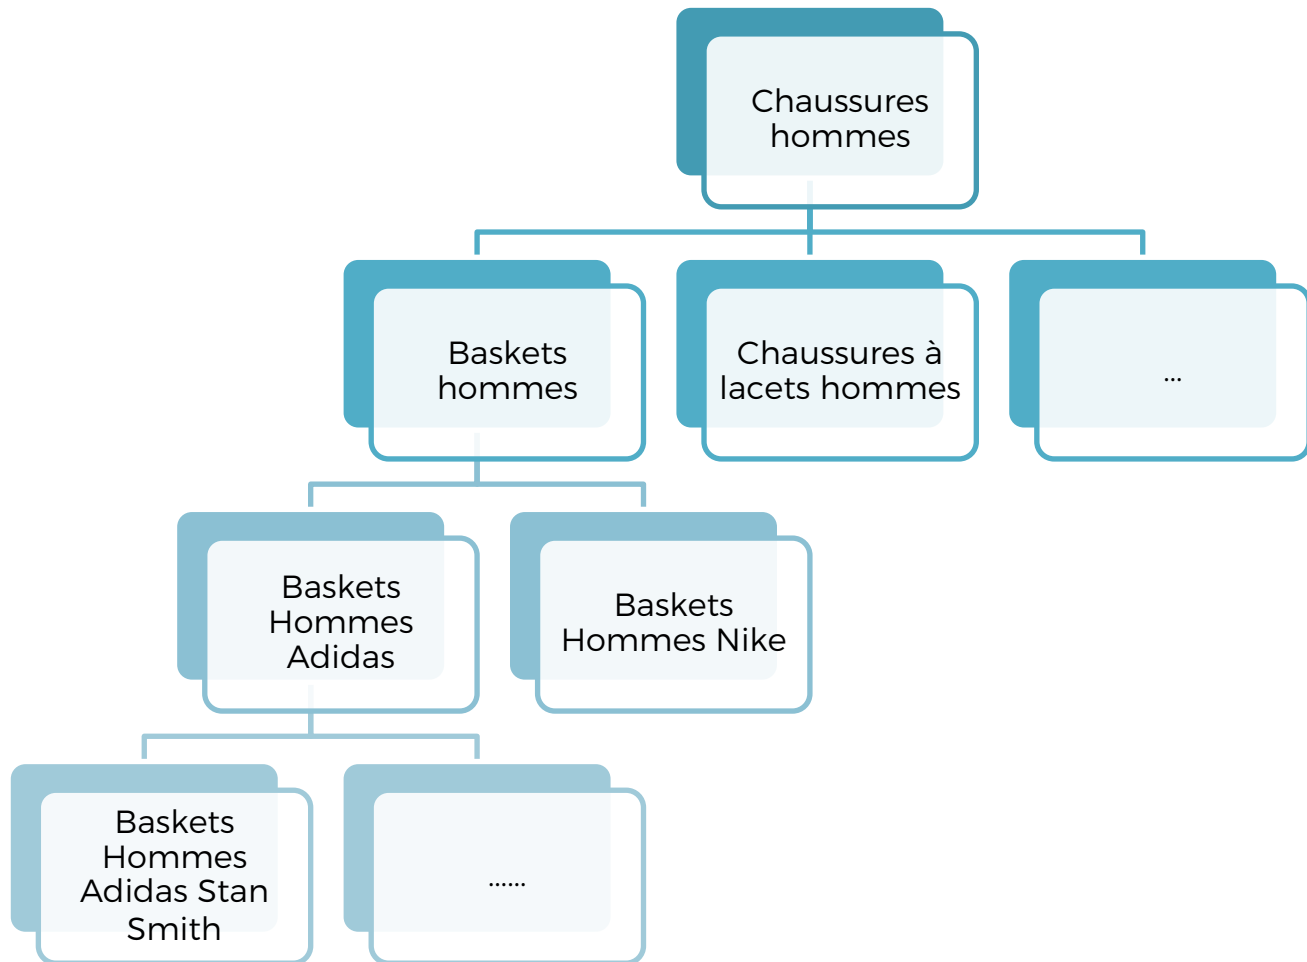 Chaussures
hommes
Baskets
hommes
Chaussures à
lacets hommes
...
Baskets
Hommes
Adidas
Baskets
Hommes Nike
Baskets
Hommes
Adidas Stan
Smith
......